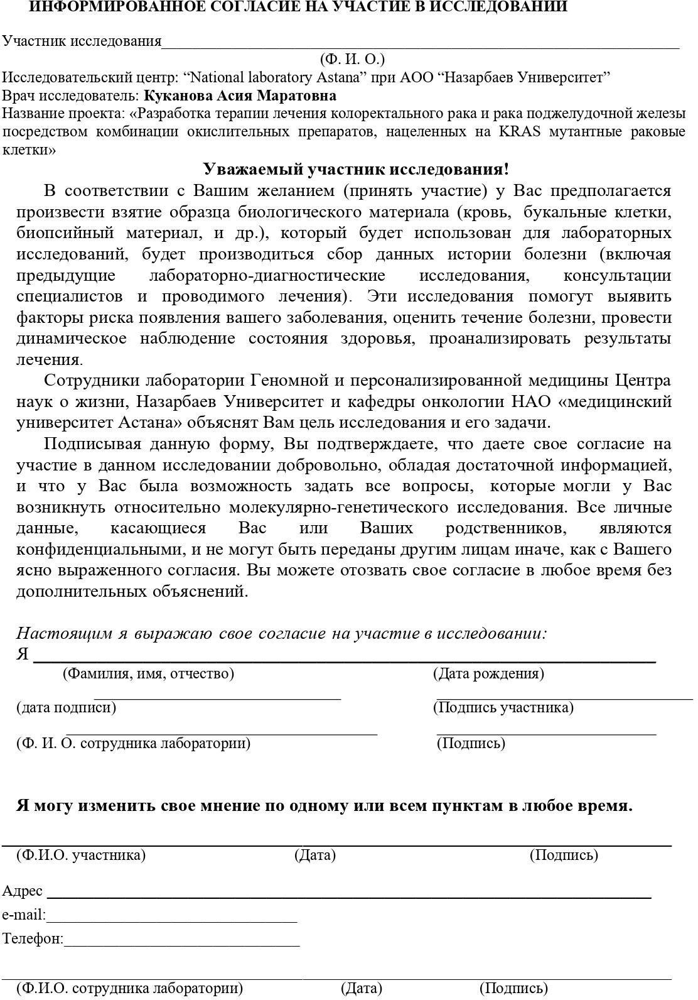 ИНФОРМИРОВАННОЕ СОГЛАСИЕ НА УЧАСТИЕ В ИССЛЕДОВАНИИ
Участник исследования
(Ф. И. О.)
Исследовательский центр: “National laboratory Astana” при АОО “Назарбаев Университет”
Врач исследователь: Куканова Асия Маратовна
Название проекта: «Разработка терапии лечения колоректального рака и рака поджелудочной железы
посредством комбинации окислительных препаратов, нацеленных на KRAS мутантные раковые
клетки»
Уважаемый участник исследования!
В соответствии с Вашим желанием (принять участие) у Вас предполагается
произвести взятие образца биологического материала (кровь, букальные клетки,
биопсийный материал, и др.), который будет использован для лабораторных
исследований, будет производиться сбор данных истории болезни (включая
предыдущие лабораторно-диагностические исследования, консультации
специалистов и проводимого лечения). Эти исследования помогут выявить
факторы риска появления вашего заболевания, оценить течение болезни, провести
динамическое наблюдение состояния здоровья, проанализировать результаты
лечения.
Сотрудники лаборатории Геномной и персонализированной медицины Центра
наук о жизни, Назарбаев Университет и кафедры онкологии НАО «медицинский
университет Астана» объяснят Вам цель исследования и его задачи.
Подписывая данную форму, Вы подтверждаете, что даете свое согласие на
участие в данном исследовании добровольно, обладая достаточной информацией,
и что у Вас была возможность задать все вопросы, которые могли у Вас
возникнуть относительно молекулярно-генетического исследования. Все личные
данные, касающиеся Вас или Ваших родственников, являются
конфиденциальными, и не могут быть переданы другим лицам иначе, как с Вашего
ясно выраженного согласия. Вы можете отозвать свое согласие в любое время без
дополнительных объяснений.
Настоящим я выражаю свое согласие на участие в исследовании:
Я
(Фамилия, имя, отчество) (Дата рождения)
(дата подписи) (Подпись участника)
(Ф. И. О. сотрудника лаборатории) (Подпись)
Я могу изменить свое мнение по одному или всем пунктам в любое время.
(Ф.И.О. участника) (Дата) (Подпись)
Адрес
e-mail:
Телефон:
(Ф.И.О. сотрудника лаборатории) (Дата) (Подпись)